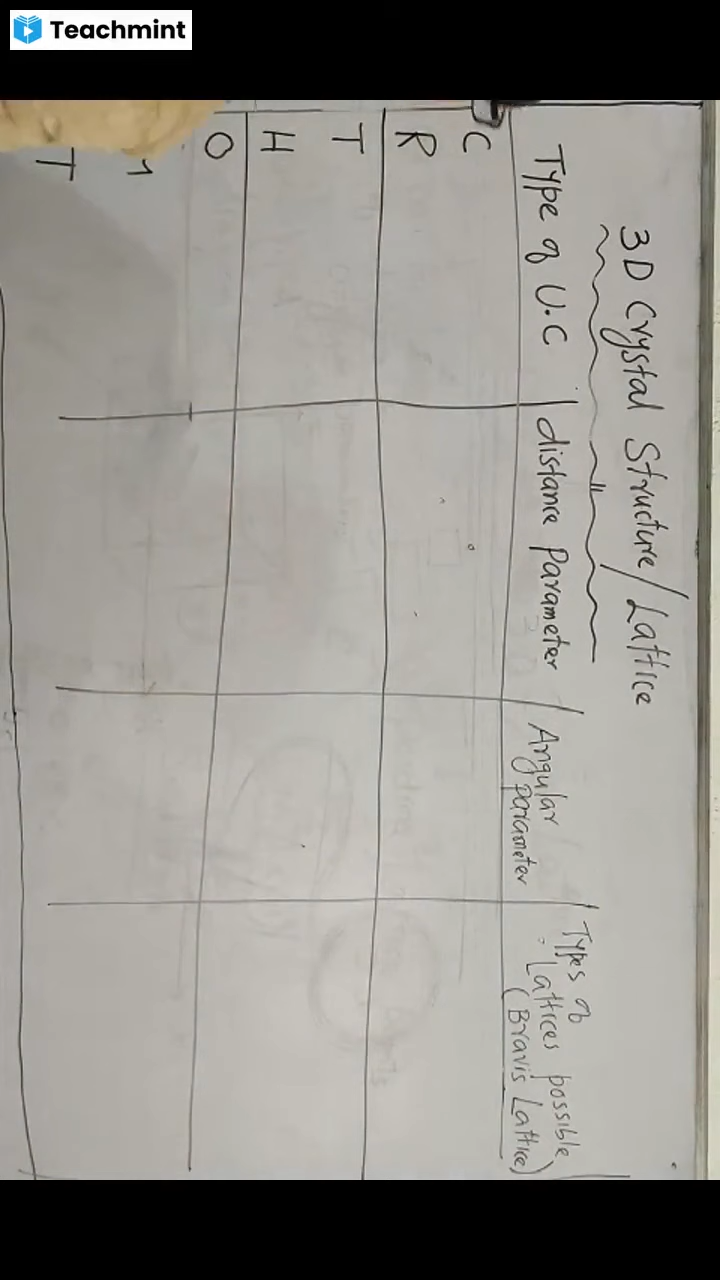 Teachmint
3D Crystal Structure/Lattice
Type of U.C
distance Parameter
Angular
parameter
Types of
Lattices possible
(Bravis Lattice)
C
R
T
H
O
M
T